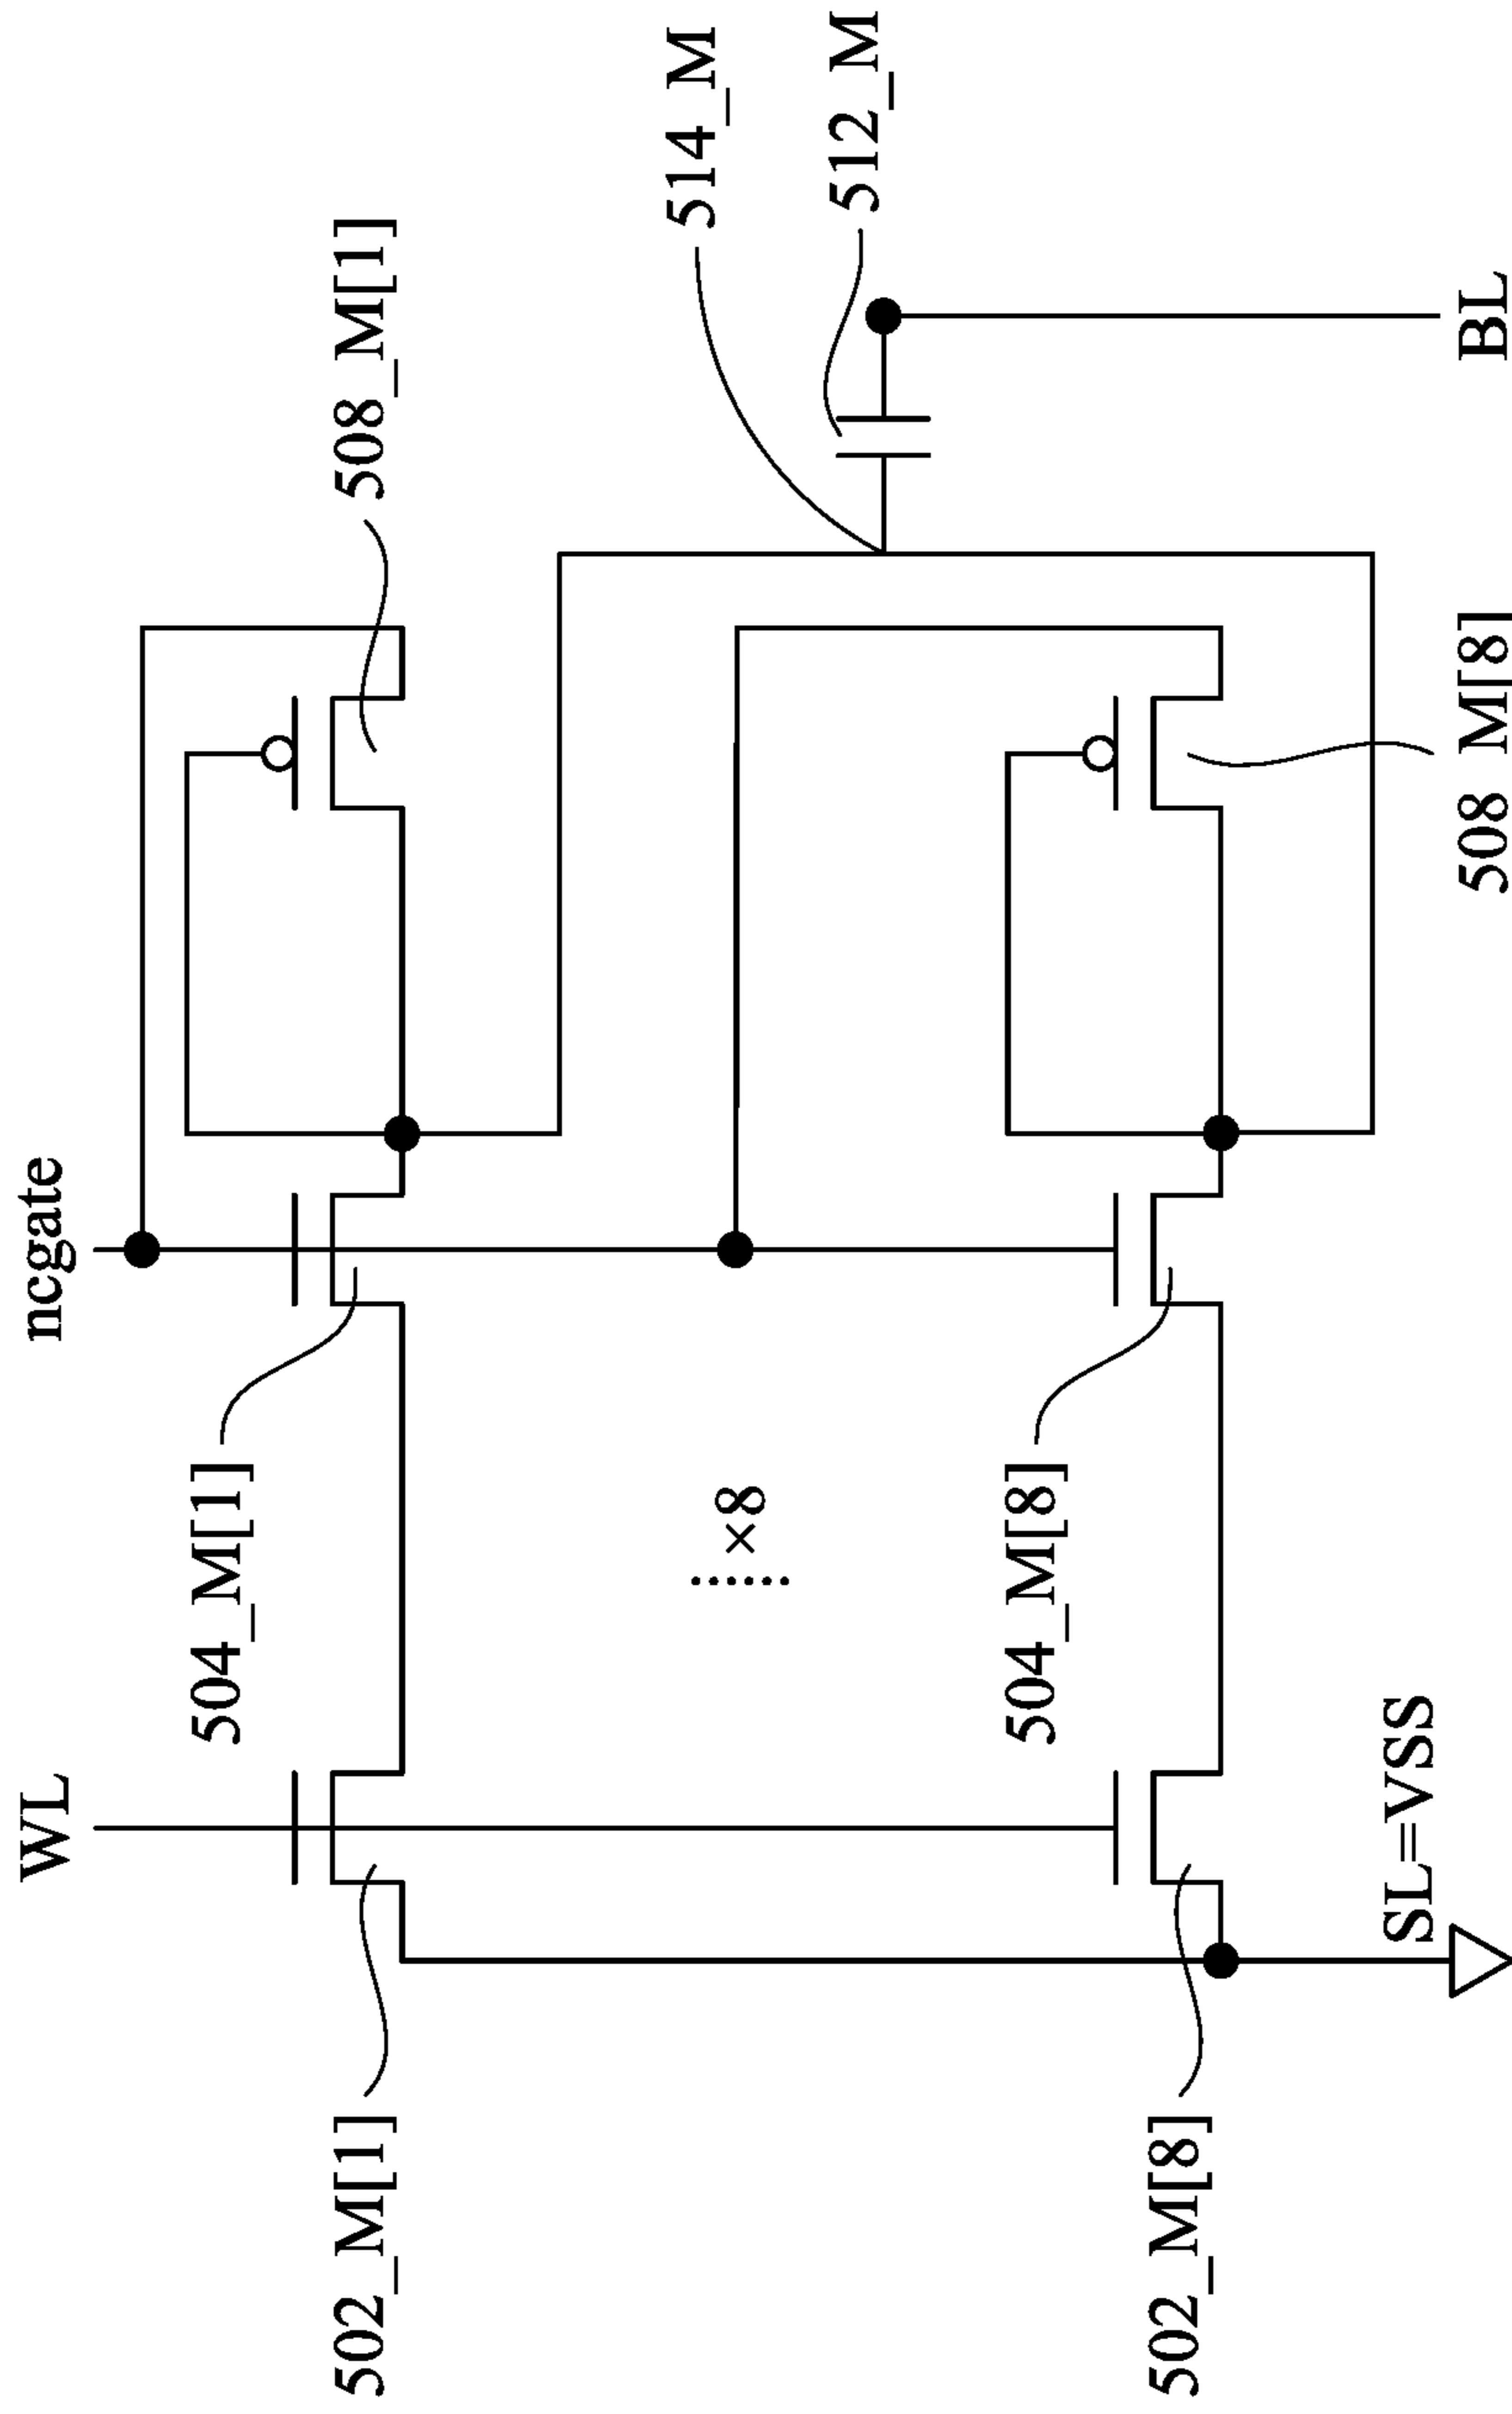 WL
ncgate
504_M[1]
502_M[1]
508_M[1]
514_M
......×8
512_M
504_M[8]
502_M[8]
SL=VSS
508 M[8]
BL